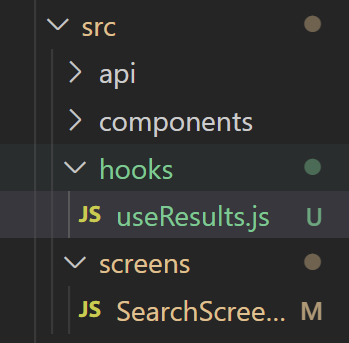 src
api
components
hooks
JS useResults.js U
screens
JS SearchScree... M